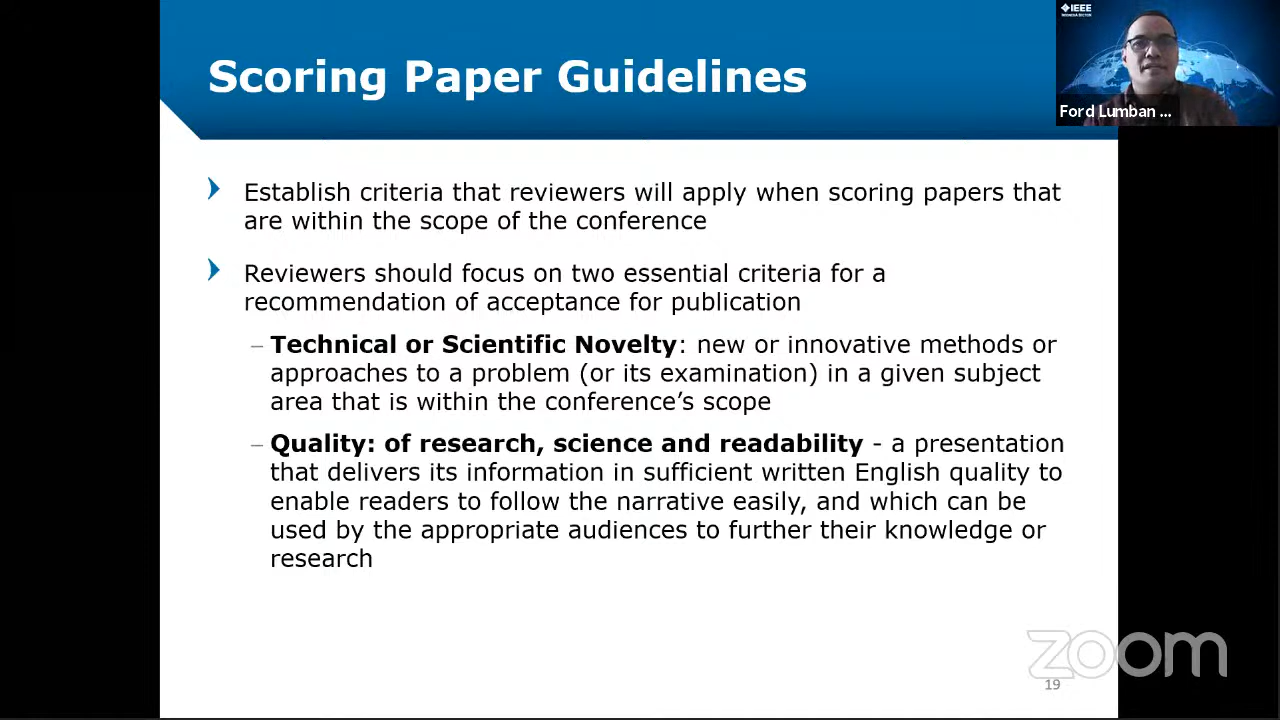 IEEE
INDONESIA SECTION
Scoring Paper Guidelines
Ford Lumban ...
Establish criteria that reviewers will apply when scoring papers that
are within the scope of the conference
Reviewers should focus on two essential criteria for a
recommendation of acceptance for publication
– Technical or Scientific Novelty: new or innovative methods or
approaches to a problem (or its examination) in a given subject
area that is within the conference’s scope
– Quality: of research, science and readability - a presentation
that delivers its information in sufficient written English quality to
enable readers to follow the narrative easily, and which can be
used by the appropriate audiences to further their knowledge or
research
zoom
19